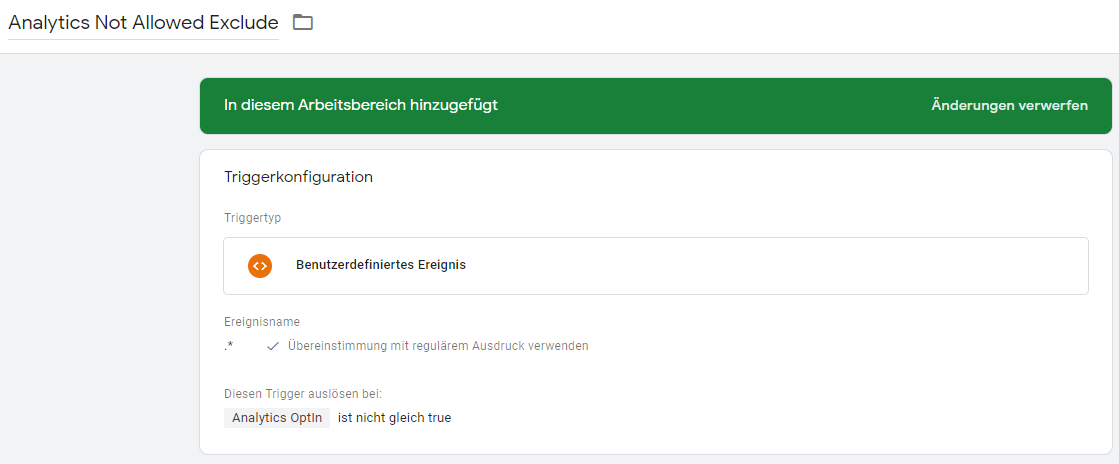 Analytics Not Allowed Exclude
In diesem Arbeitsbereich hinzugefügt
Änderungen verwerfen
Triggerkonfiguration
Triggertyp
Benutzerdefiniertes Ereignis
Ereignisname
.* Übereinstimmung mit regulärem Ausdruck verwenden
Diesen Trigger auslösen bei:
Analytics OptIn ist nicht gleich true